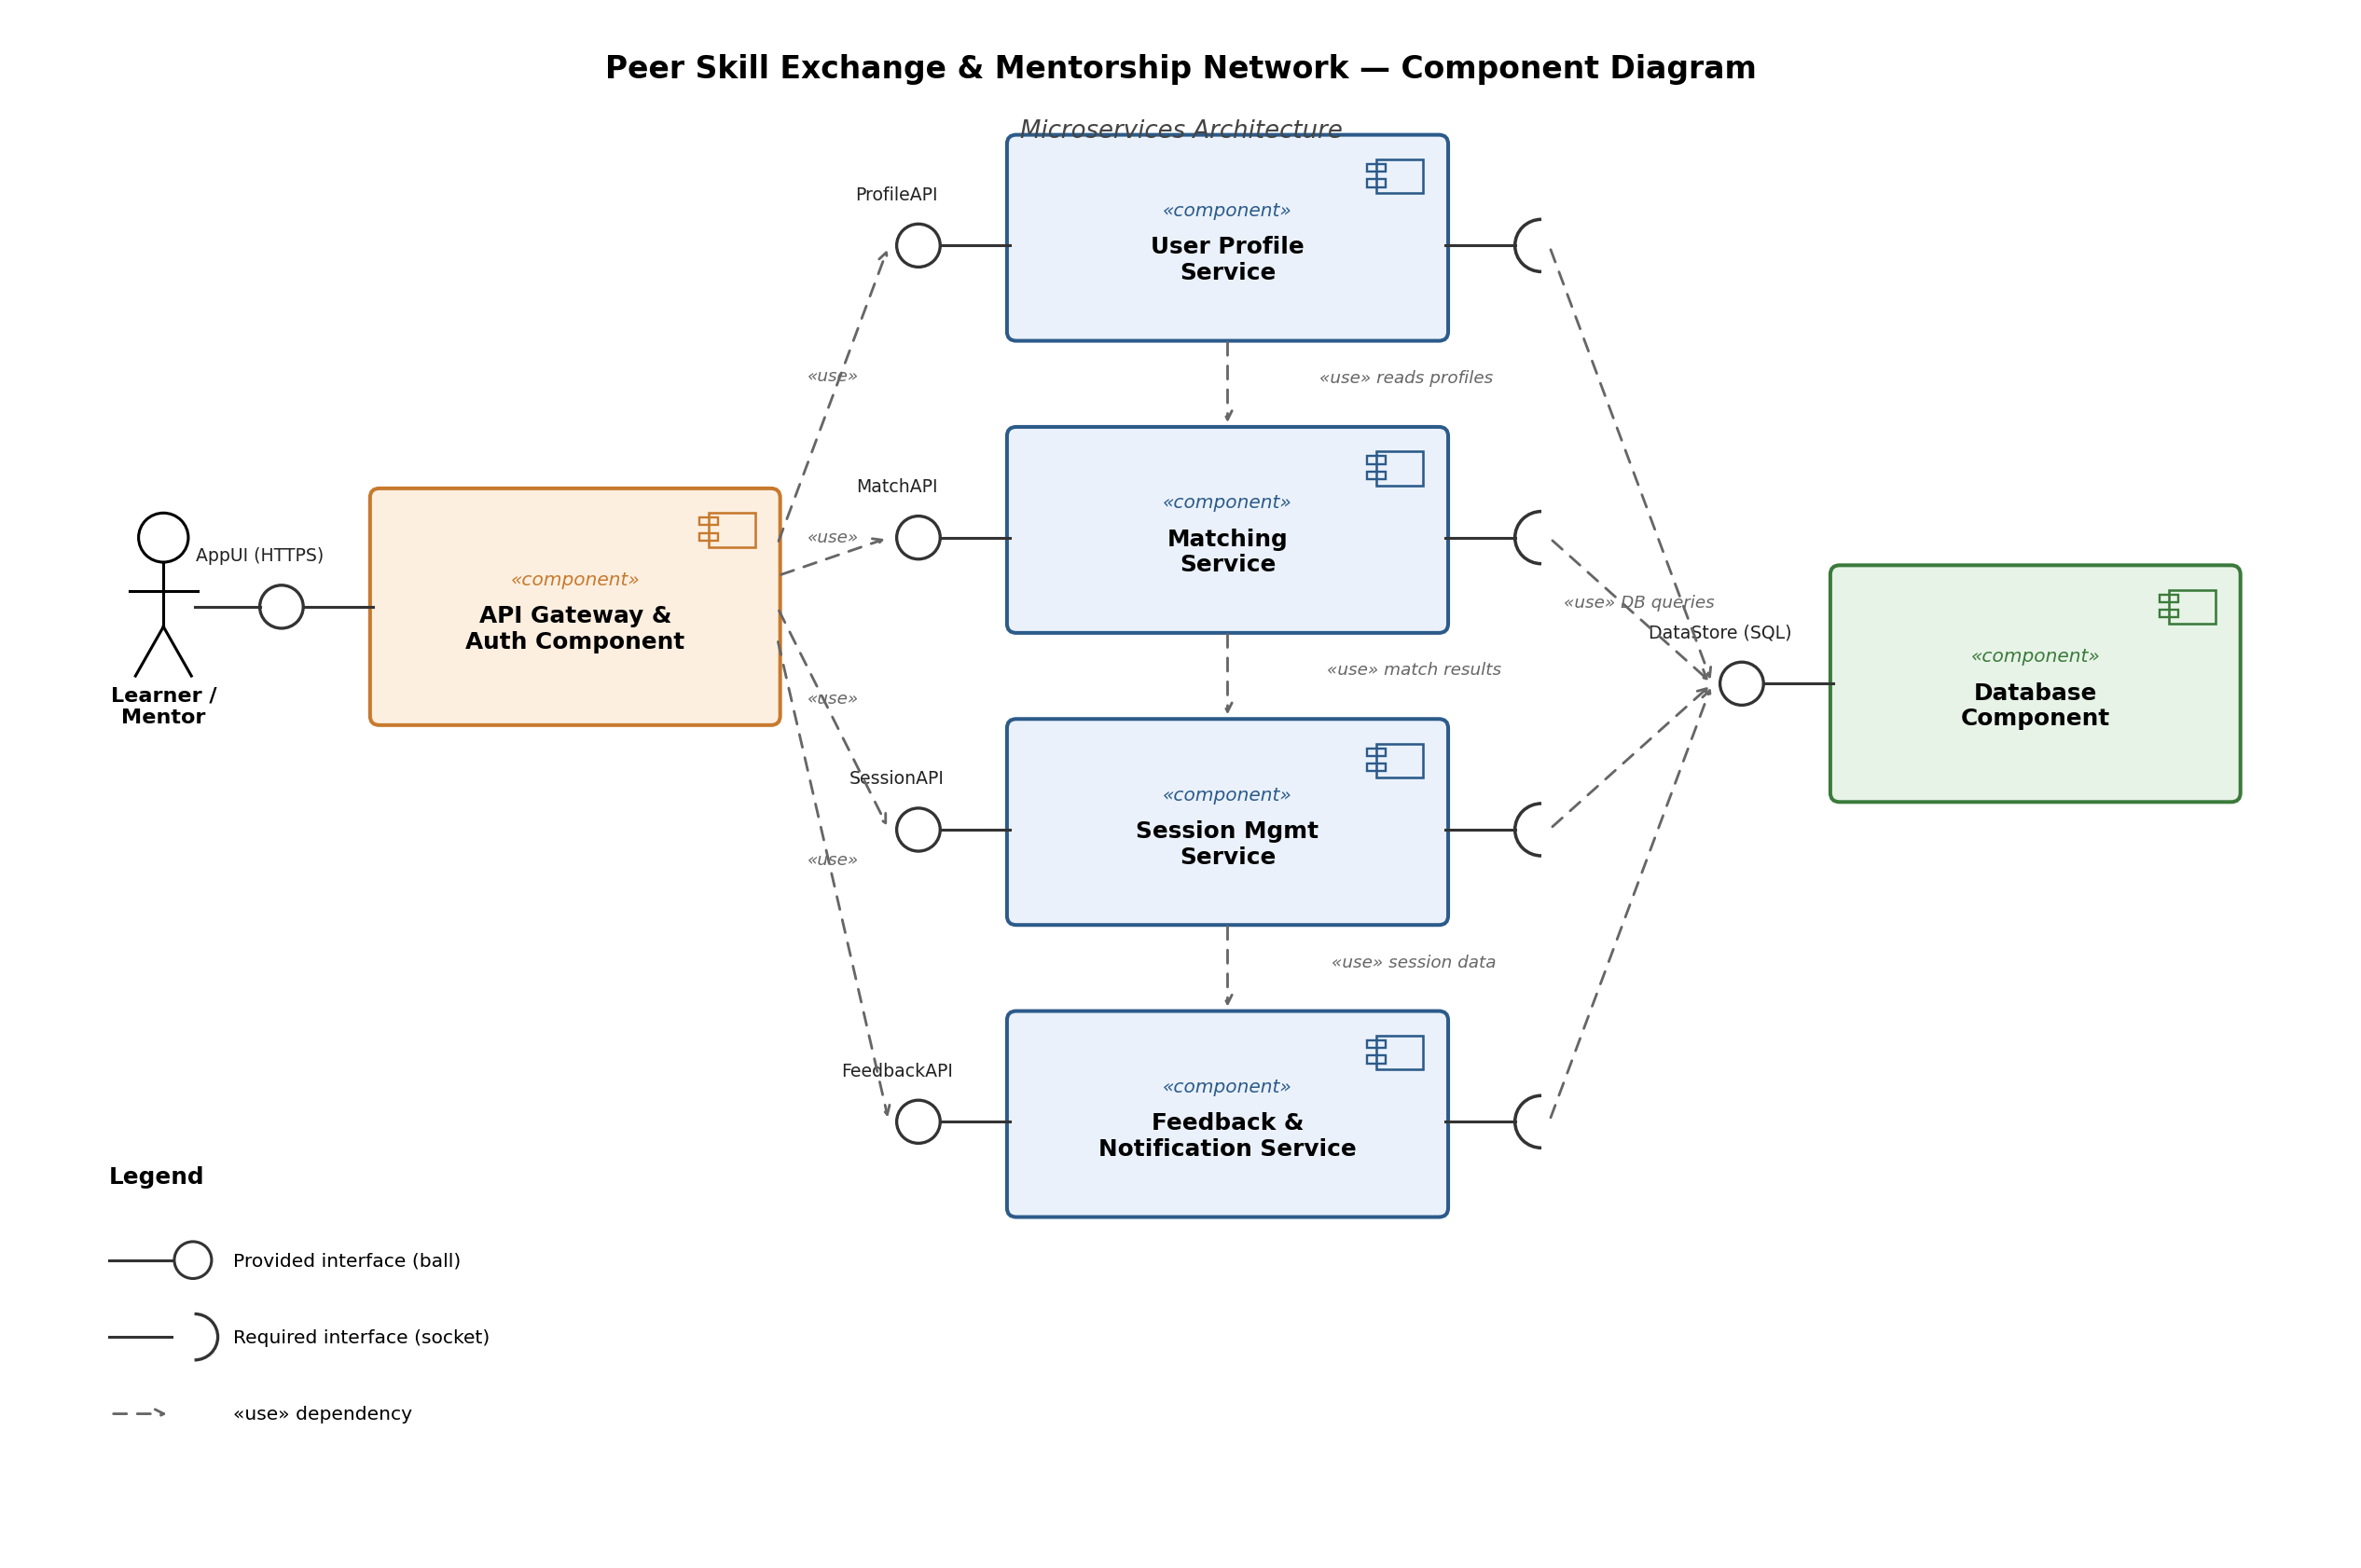 Peer Skill Exchange & Mentorship Network — Component Diagram
Microservices Architecture
ProfileAPI
«component»
User Profile
Service
«use»
«use» reads profiles
MatchAPI
«component»
Matching
Service
«use»
AppUI (HTTPS)
«component»
API Gateway &
Auth Component
Learner /
Mentor
«use» DB queries
DataStore (SQL)
«component»
Database
Component
«use» match results
«use»
SessionAPI
«component»
Session Mgmt
Service
«use»
«use» session data
FeedbackAPI
«component»
Feedback &
Notification Service
Legend
Provided interface (ball)
Required interface (socket)
«use» dependency